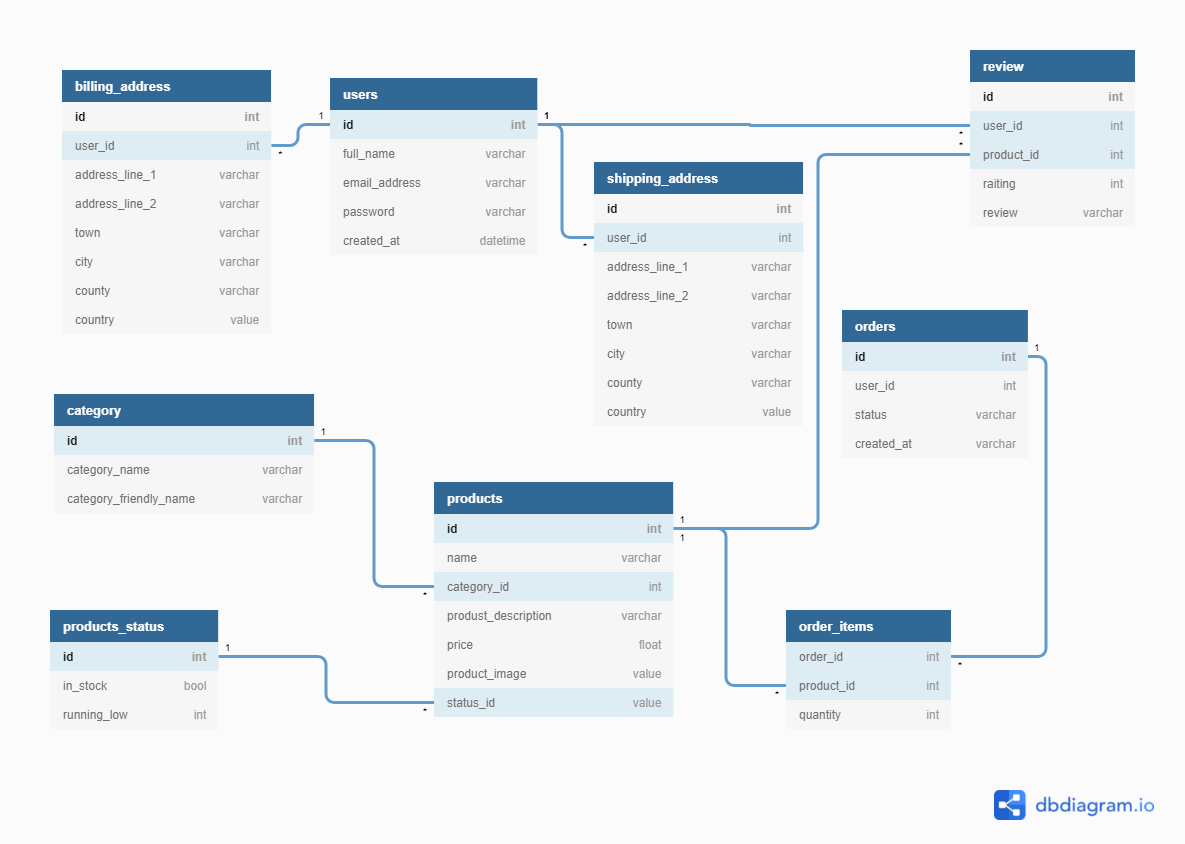 billing_address
id int
user_id int
address_line_1 varchar
address_line_2 varchar
town varchar
city varchar
county varchar
country value
1
*
users
id int
full_name varchar
email_address varchar
password varchar
created_at datetime
1
1
*
shipping_address
id int
user_id int
address_line_1 varchar
address_line_2 varchar
town varchar
city varchar
county varchar
country value
review
id int
user_id int
product_id int
raiting int
review varchar
*
*
orders
id int
user_id int
status varchar
created_at varchar
1
category
id int
category_name varchar
category_friendly_name varchar
1
*
products
id int
name varchar
category_id int
produst_description varchar
price float
product_image value
status_id value
1
1
products_status
id int
in_stock bool
running_low int
1
*
order_items
order_id int
product_id int
quantity int
*
*
dbdiagram.io